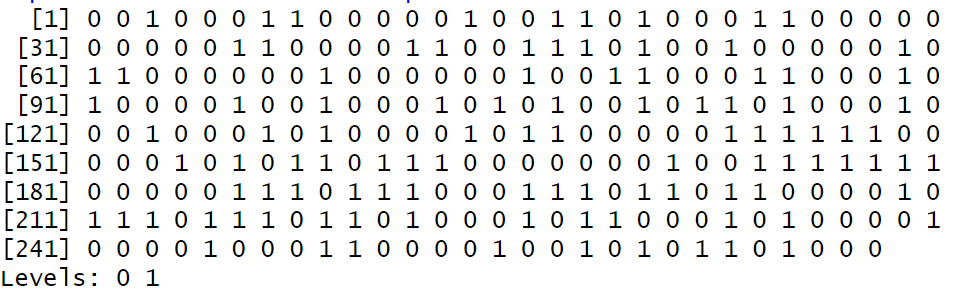 [1] 0 0 1 0 0 0 1 1 0 0 0 0 0 1 0 0 1 1 0 1 0 0 0 1 1 0 0 0 0 0
[31] 0 0 0 0 0 1 1 0 0 0 0 1 1 0 0 1 1 1 0 1 0 0 1 0 0 0 0 0 1 0
[61] 1 1 0 0 0 0 0 0 1 0 0 0 0 0 0 1 0 0 1 1 0 0 0 1 1 0 0 0 1 0
[91] 1 0 0 0 0 1 0 0 1 0 0 0 1 0 1 0 1 0 0 1 0 1 1 0 1 0 0 0 1 0
[121] 0 0 1 0 0 0 1 0 1 0 0 0 0 1 0 1 1 0 0 0 0 0 1 1 1 1 1 1 0 0
[151] 0 0 0 1 0 1 0 1 1 0 1 1 1 0 0 0 0 0 0 0 1 0 0 1 1 1 1 1 1 1
[181] 0 0 0 0 0 1 1 1 0 1 1 1 0 0 0 1 1 1 0 1 1 0 1 1 0 0 0 0 1 0
[211] 1 1 1 0 1 1 1 0 1 1 0 1 0 0 0 1 0 1 1 0 0 0 1 0 1 0 0 0 0 1
[241] 0 0 0 0 1 0 0 0 1 1 0 0 0 0 1 0 0 1 0 1 0 1 1 0 1 0 0 0
Levels: 0 1